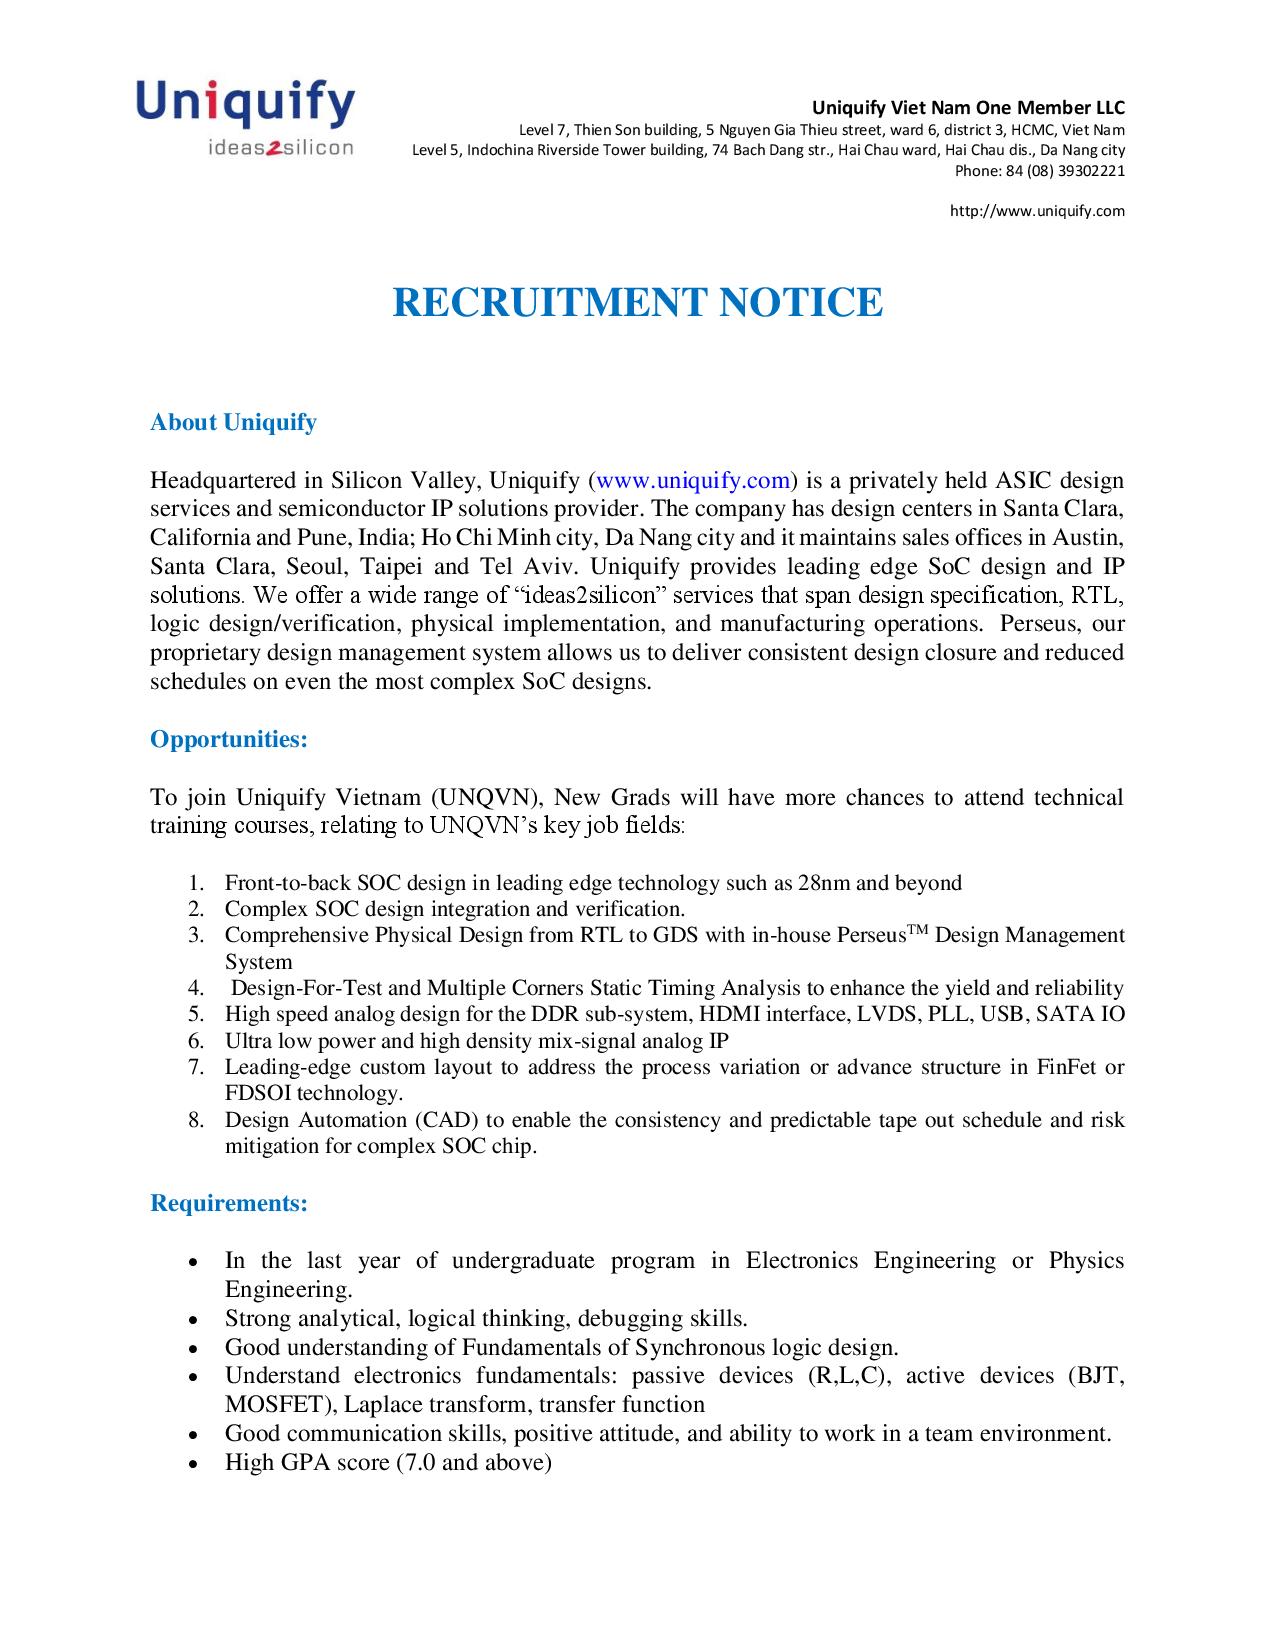 Uniquify
ideas2silicon
Uniquify Viet Nam One Member LLC
Level 7, Thien Son building, 5 Nguyen Gia Thieu street, ward 6, district 3, HCMC, Viet Nam
Level 5, Indochina Riverside Tower building, 74 Bach Dang str., Hai Chau ward, Hai Chau dis., Da Nang city
Phone: 84 (08) 39302221
http://www.uniquify.com
RECRUITMENT NOTICE
About Uniquify
Headquartered in Silicon Valley, Uniquify (www.uniquify.com) is a privately held ASIC design
services and semiconductor IP solutions provider. The company has design centers in Santa Clara,
California and Pune, India; Ho Chi Minh city, Da Nang city and it maintains sales offices in Austin,
Santa Clara, Seoul, Taipei and Tel Aviv. Uniquify provides leading edge SoC design and IP
solutions. We offer a wide range of “ideas2silicon” services that span design specification, RTL,
logic design/verification, physical implementation, and manufacturing operations.  Perseus, our
proprietary design management system allows us to deliver consistent design closure and reduced
schedules on even the most complex SoC designs.
Opportunities:
To join Uniquify Vietnam (UNQVN), New Grads will have more chances to attend technical
training courses, relating to UNQVN’s key job fields:
1. Front-to-back SOC design in leading edge technology such as 28nm and beyond
2. Complex SOC design integration and verification.
3. Comprehensive Physical Design from RTL to GDS with in-house Perseus™ Design Management
System
4. Design-For-Test and Multiple Corners Static Timing Analysis to enhance the yield and reliability
5. High speed analog design for the DDR sub-system, HDMI interface, LVDS, PLL, USB, SATA IO
6. Ultra low power and high density mix-signal analog IP
7. Leading-edge custom layout to address the process variation or advance structure in FinFet or
FDSOI technology.
8. Design Automation (CAD) to enable the consistency and predictable tape out schedule and risk
mitigation for complex SOC chip.
Requirements:
• In the last year of undergraduate program in Electronics Engineering or Physics
Engineering.
• Strong analytical, logical thinking, debugging skills.
• Good understanding of Fundamentals of Synchronous logic design.
• Understand electronics fundamentals: passive devices (R,L,C), active devices (BJT,
MOSFET), Laplace transform, transfer function
• Good communication skills, positive attitude, and ability to work in a team environment.
• High GPA score (7.0 and above)